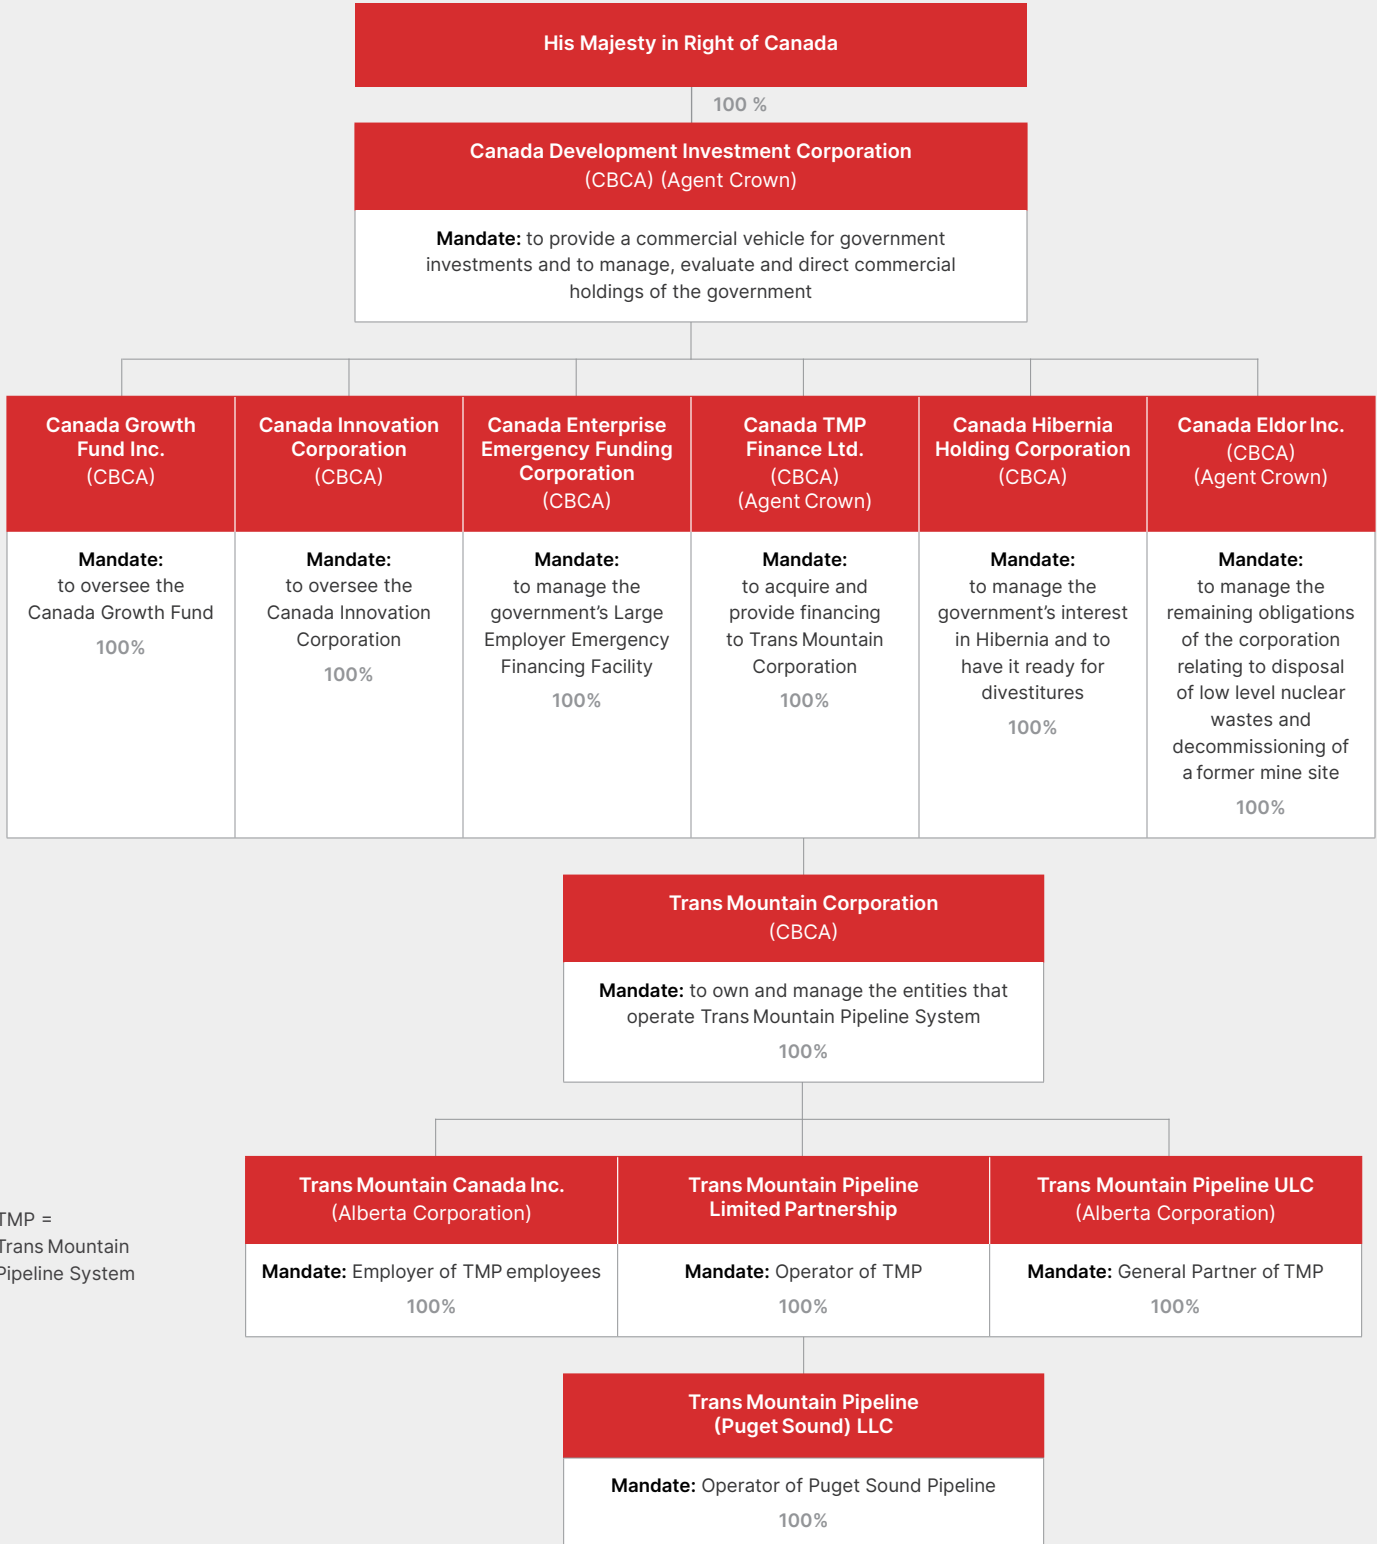 His Majesty in Right of Canada
100 %
Canada Development Investment Corporation
(CBCA) (Agent Crown)
Mandate: to provide a commercial vehicle for government
investments and to manage, evaluate and direct commercial
holdings of the government
Canada Growth
Fund Inc.
(CBCA)
Mandate:
to oversee the
Canada Growth Fund
100%
Canada Innovation
Corporation
(CBCA)
Mandate:
to oversee the
Canada Innovation
Corporation
100%
Canada Enterprise
Emergency Funding
Corporation
(CBCA)
Mandate:
to manage the
government’s Large
Employer Emergency
Financing Facility
100%
Canada TMP
Finance Ltd.
(CBCA)
(Agent Crown)
Mandate:
to acquire and
provide financing
to Trans Mountain
Corporation
100%
Canada Hibernia
Holding Corporation
(CBCA)
Mandate:
to manage the
government’s interest
in Hibernia and to
have it ready for
divestitures
100%
Canada Eldor Inc.
(CBCA)
(Agent Crown)
Mandate:
to manage the
remaining obligations
of the corporation
relating to disposal
of low level nuclear
wastes and
decommissioning of
a former mine site
100%
Trans Mountain Corporation
(CBCA)
Mandate: to own and manage the entities that
operate Trans Mountain Pipeline System
100%
TMP =
Trans Mountain
Pipeline System
Trans Mountain Canada Inc.
(Alberta Corporation)
Mandate: Employer of TMP employees
100%
Trans Mountain Pipeline
Limited Partnership
Mandate: Operator of TMP
100%
Trans Mountain Pipeline ULC
(Alberta Corporation)
Mandate: General Partner of TMP
100%
Trans Mountain Pipeline
(Puget Sound) LLC
Mandate: Operator of Puget Sound Pipeline
100%